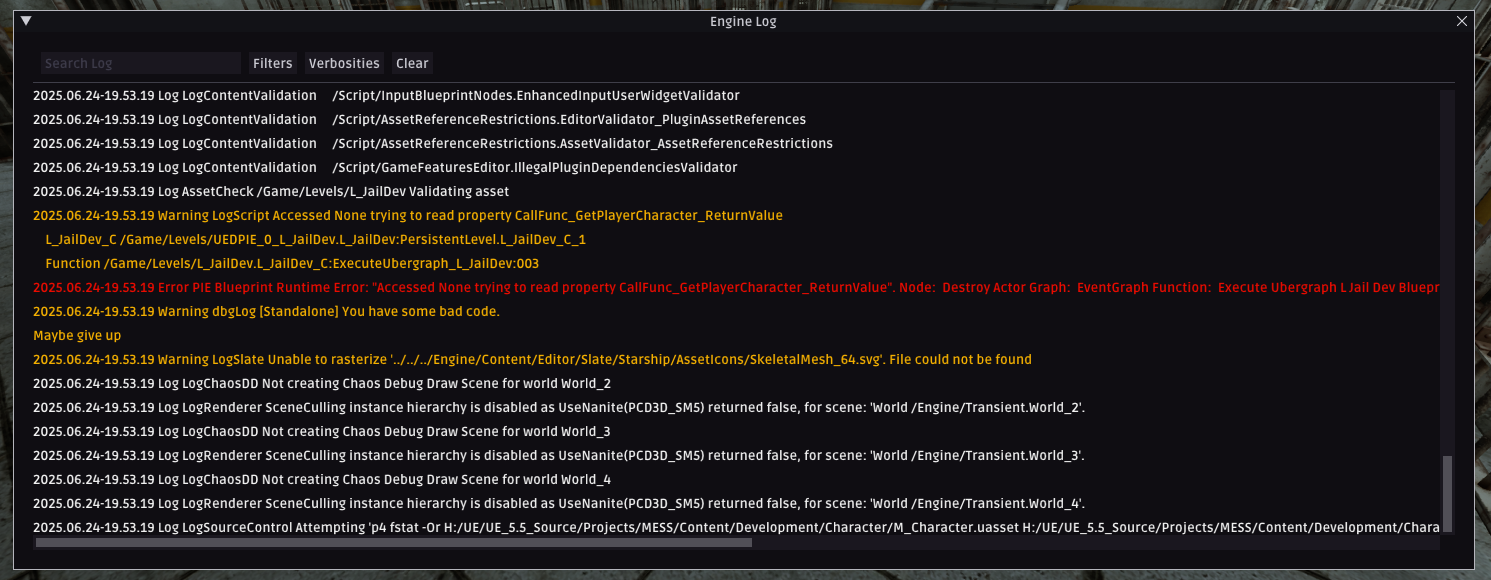 Engine Log
Search Log
Filters
Verbosities
Clear
2025.06.24-19.53.19 Log LogContentValidation /Script/InputBlueprintNodes.EnhancedInputUserWidgetValidator
2025.06.24-19.53.19 Log LogContentValidation /Script/AssetReferenceRestrictions.EditorValidator_PluginAssetReferences
2025.06.24-19.53.19 Log LogContentValidation /Script/AssetReferenceRestrictions.AssetValidator_AssetReferenceRestrictions
2025.06.24-19.53.19 Log LogContentValidation /Script/GameFeaturesEditor.IllegalPluginDependenciesValidator
2025.06.24-19.53.19 Log AssetCheck /Game/Levels/L_JailDev Validating asset
2025.06.24-19.53.19 Warning LogScript Accessed None trying to read property CallFunc_GetPlayerCharacter_ReturnValue
L_JailDev_C /Game/Levels/UEDPIE_0_L_JailDev.L_JailDev:PersistentLevel.L_JailDev_C_1
Function /Game/Levels/L_JailDev.L_JailDev_C:ExecuteUbergraph_L_JailDev:003
2025.06.24-19.53.19 Error PIE Blueprint Runtime Error: "Accessed None trying to read property CallFunc_GetPlayerCharacter_ReturnValue". Node:  Destroy Actor Graph:  EventGraph Function:  Execute Ubergraph L Jail Dev Bluepr
2025.06.24-19.53.19 Warning dbgLog [Standalone] You have some bad code.
Maybe give up
2025.06.24-19.53.19 Warning LogSlate Unable to rasterize '../../../Engine/Content/Editor/Slate/Starship/AssetIcons/SkeletalMesh_64.svg'. File could not be found
2025.06.24-19.53.19 Log LogChaosDD Not creating Chaos Debug Draw Scene for world World_2
2025.06.24-19.53.19 Log LogRenderer SceneCulling instance hierarchy is disabled as UseNanite(PCD3D_SM5) returned false, for scene: 'World /Engine/Transient.World_2'.
2025.06.24-19.53.19 Log LogChaosDD Not creating Chaos Debug Draw Scene for world World_3
2025.06.24-19.53.19 Log LogRenderer SceneCulling instance hierarchy is disabled as UseNanite(PCD3D_SM5) returned false, for scene: 'World /Engine/Transient.World_3'.
2025.06.24-19.53.19 Log LogChaosDD Not creating Chaos Debug Draw Scene for world World_4
2025.06.24-19.53.19 Log LogRenderer SceneCulling instance hierarchy is disabled as UseNanite(PCD3D_SM5) returned false, for scene: 'World /Engine/Transient.World_4'.
2025.06.24-19.53.19 Log LogSourceControl Attempting 'p4 fstat -Or H:/UE/UE_5.5_Source/Projects/MESS/Content/Development/Character/M_Character.uasset H:/UE/UE_5.5_Source/Projects/MESS/Content/Development/Chara